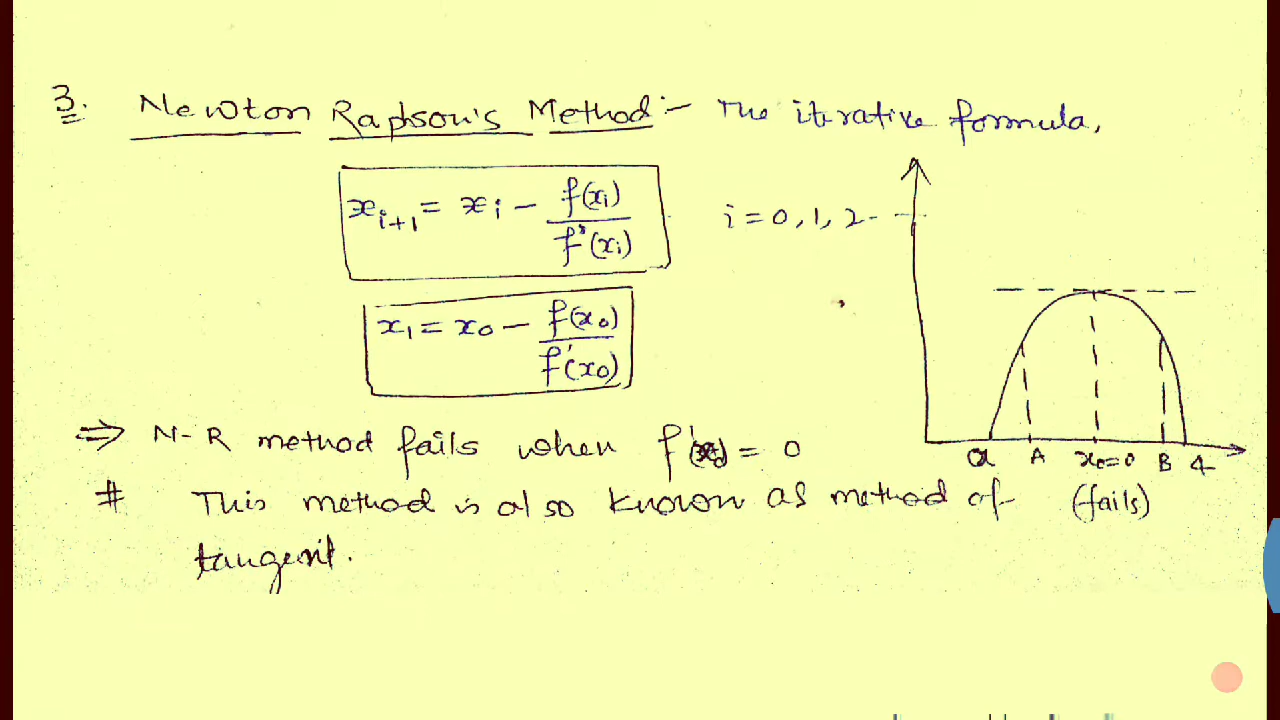 3. Newton Raphson's Method:- The iterative formula,
x_{i+1} = x_i - f(x_i)/f'(x_i)    i = 0, 1, 2 - - -
x_1 = x_0 - f(x_0)/f'(x_0)
⇒ N-R method fails when f'(x) = 0
α A x_0=0 B 4
# This method is also known as method of
(fails)
tangent.